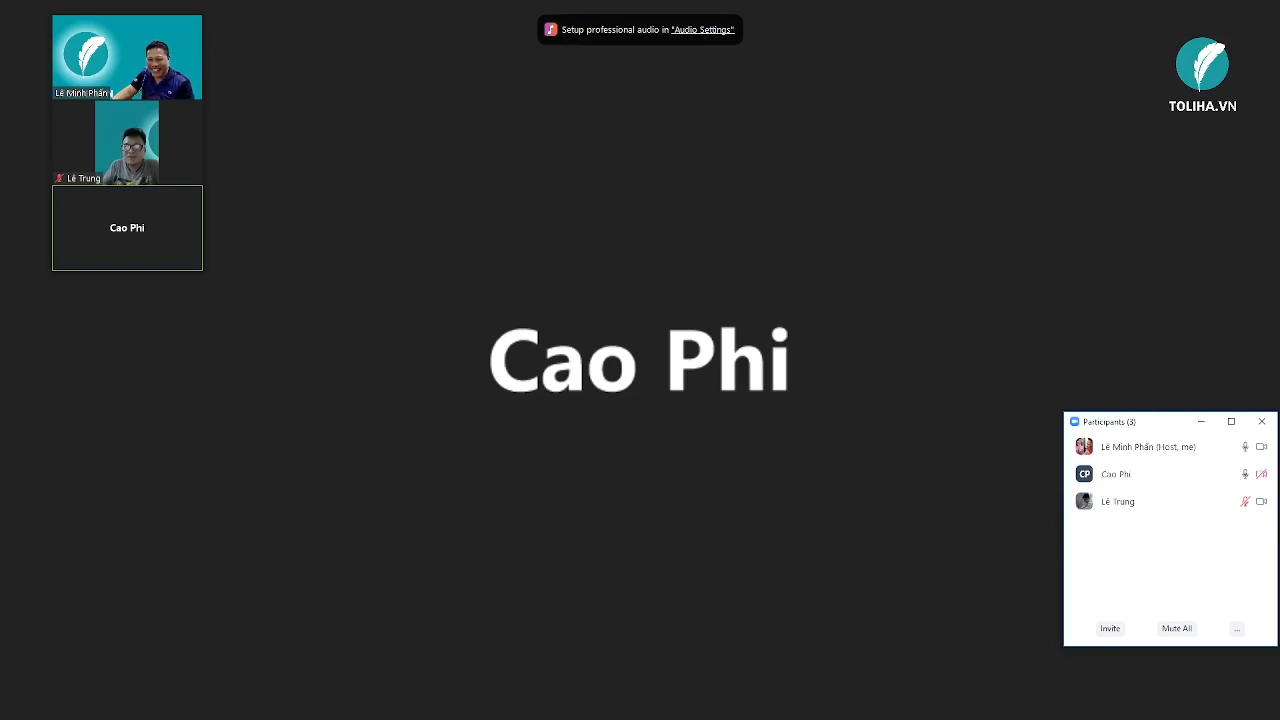 Setup professional audio in "Audio Settings"
TOLIHA.VN
Lê Minh Phấn
Lê Trung
Cao Phi
Cao Phi
Participants (3)
Lê Minh Phấn (Host, me)
CP
Cao Phi
Lê Trung
Invite
Mute All
...